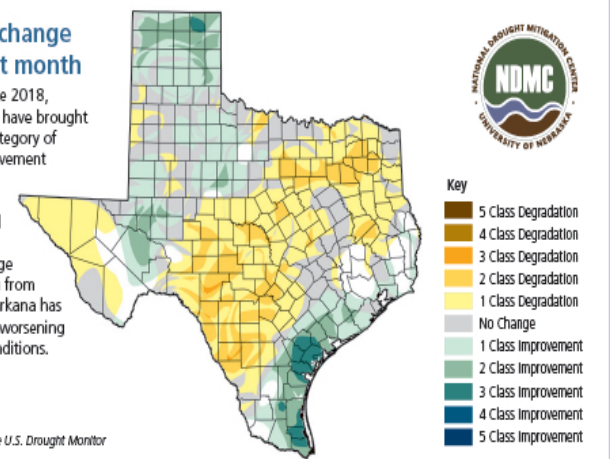 change
t month
e 2018,
have brought
tegory of
vement
ge
from
rkana has
worsening
ditions.
e U.S. Drought Monitor
NATIONAL DROUGHT MITIGATION CENTER
NDMC
UNIVERSITY OF NEBRASKA
Key
5 Class Degradation
4 Class Degradation
3 Class Degradation
2 Class Degradation
1 Class Degradation
No Change
1 Class Improvement
2 Class Improvement
3 Class Improvement
4 Class Improvement
5 Class Improvement